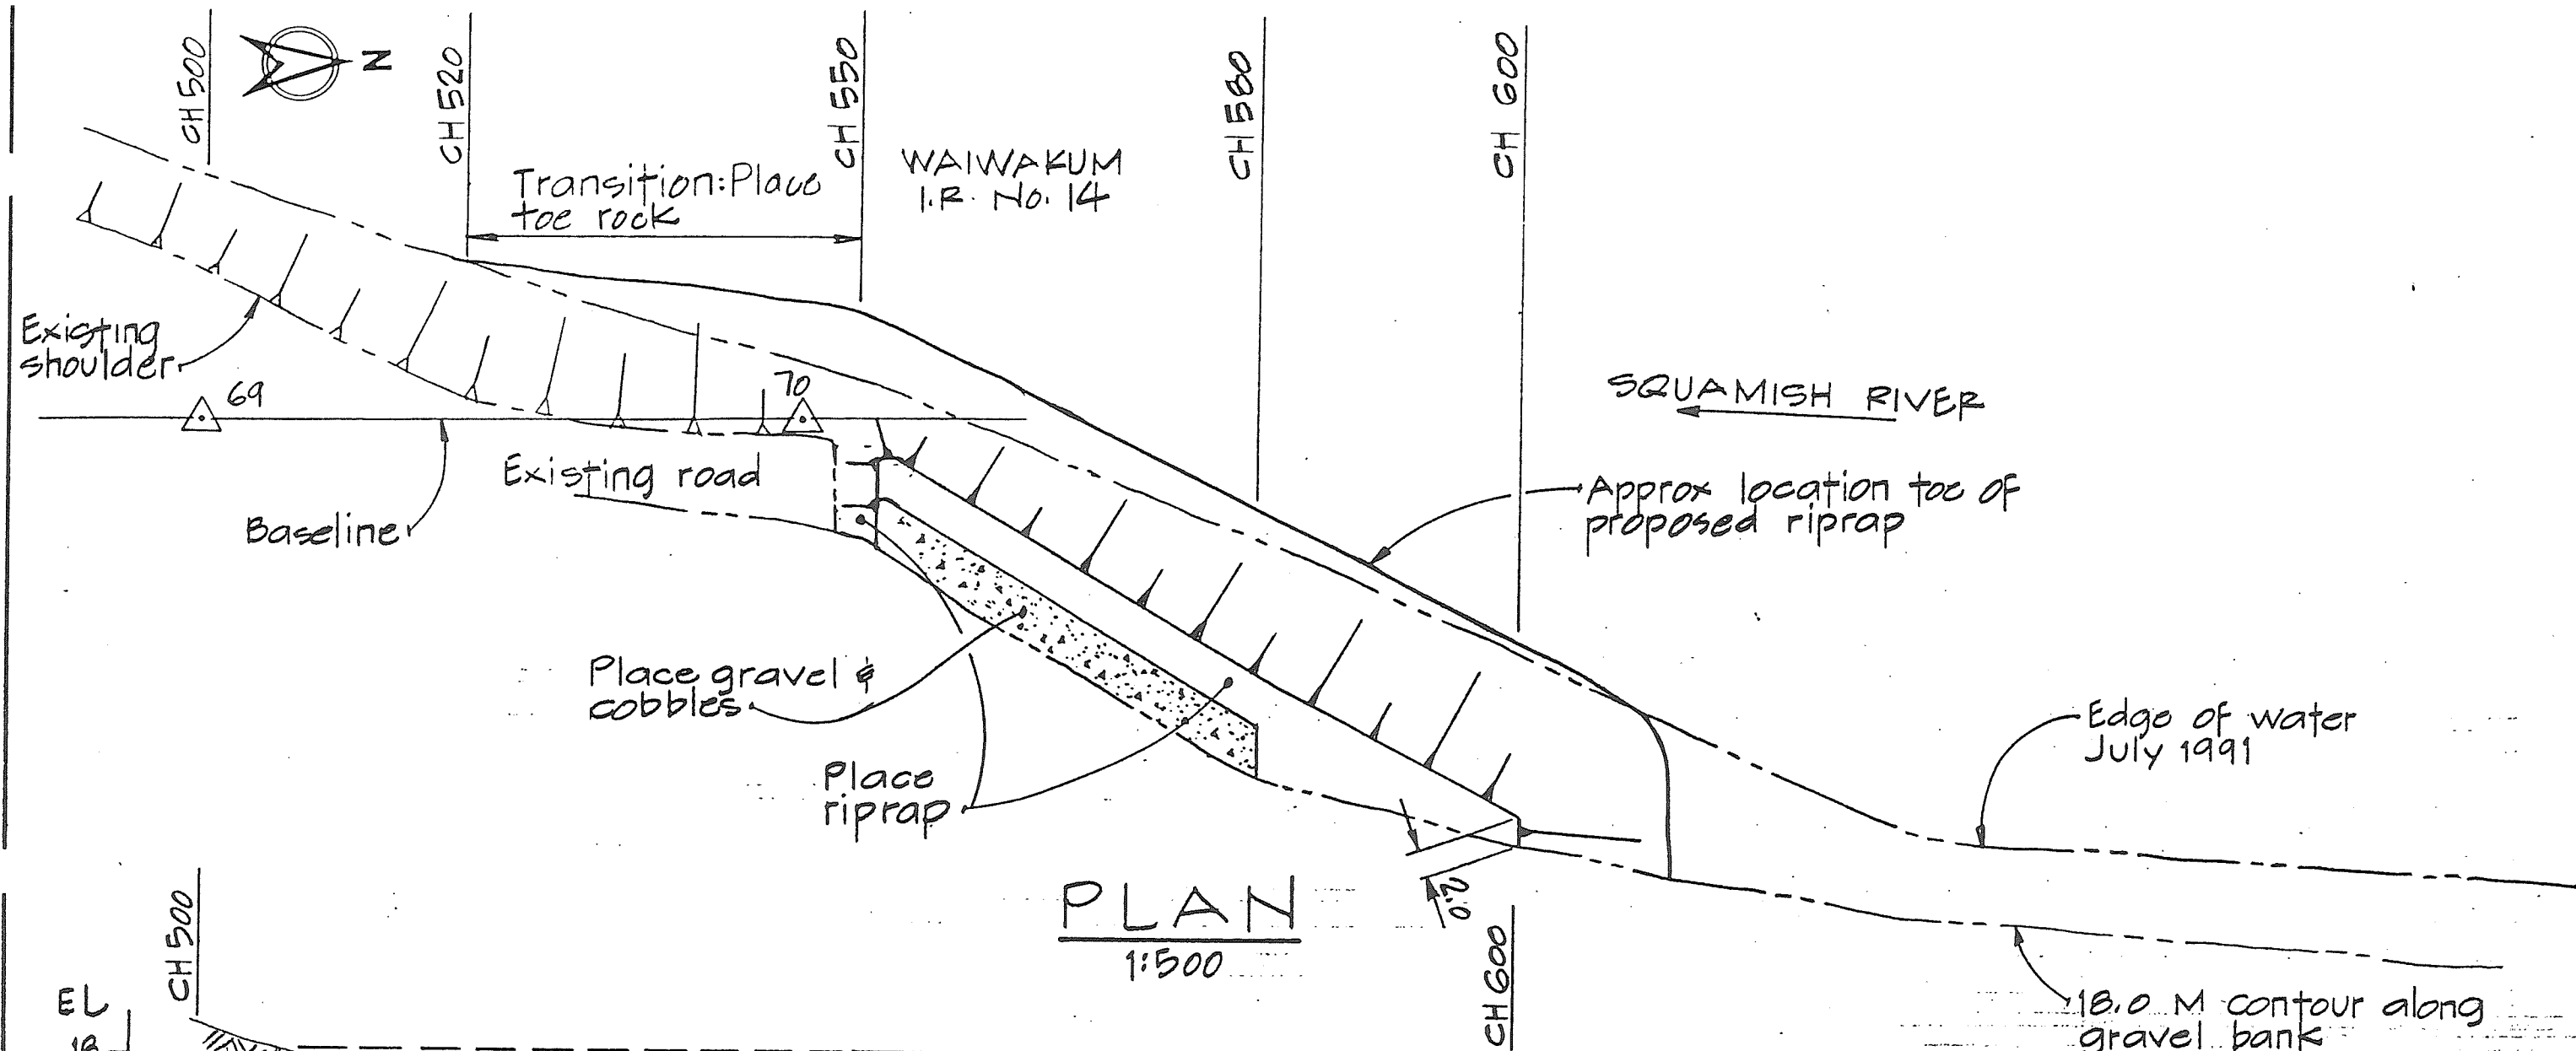 CH 500
N
CH 520
CH 550
CH 580
CH 600
Transition: Place
toe rock
WAIWAKUM
I.R. No. 14
Existing
shoulder
69
70
SQUAMISH RIVER
Existing road
Baseline
Approx location toe of
proposed riprap
Place gravel &
cobbles
Place
riprap
Edge of water
July 1991
2.0
PLAN
1:500
CH 500
CH 600
EL
18
18.0 M contour along
gravel bank